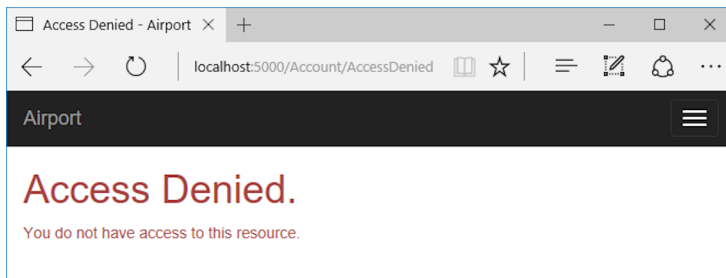 Access Denied - Airport
localhost:5000/Account/AccessDenied
Airport
Access Denied.
You do not have access to this resource.